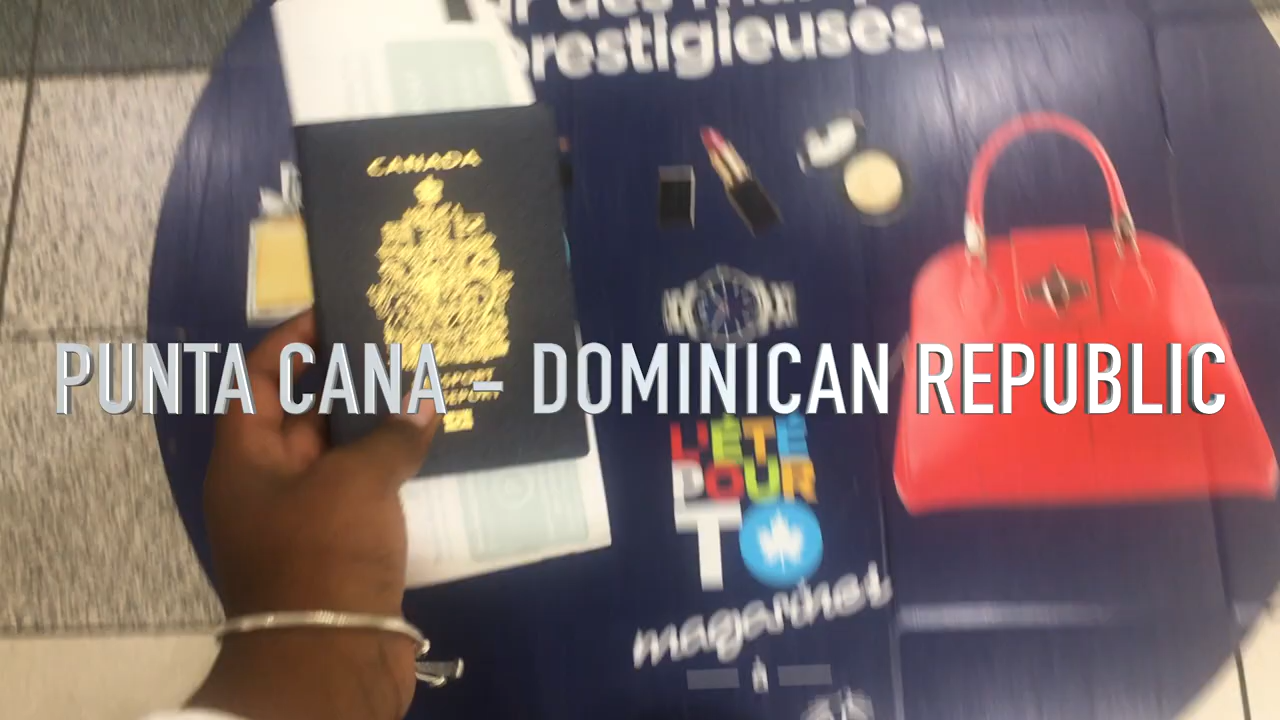 prestigieuses.
CANADA
PUNTA CANA - DOMINICAN REPUBLIC
L'ÉTÉ
POUR
TO
magasinez